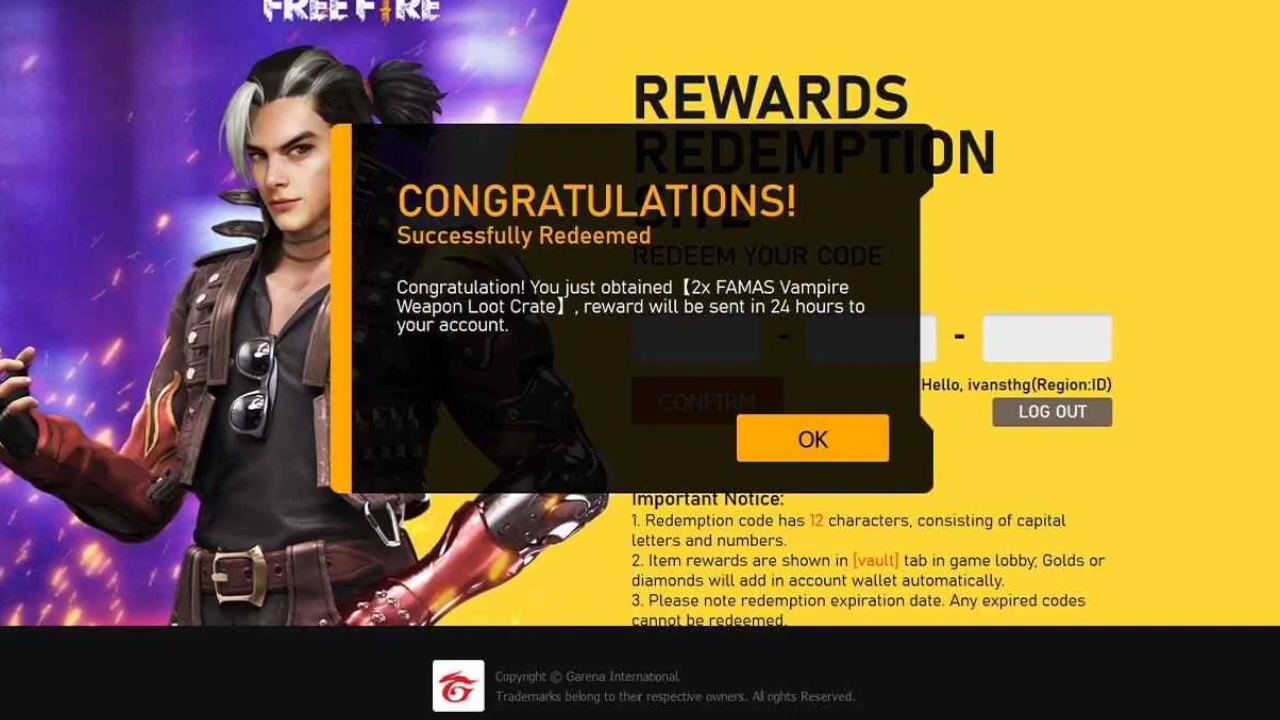 FREE FIRE
REWARDS
REDEMPTION
SITE
REDEEM YOUR CODE
CONGRATULATIONS!
Successfully Redeemed
Congratulation! You just obtained【2x FAMAS Vampire
Weapon Loot Crate】, reward will be sent in 24 hours to
your account.
- -
Hello, ivansthg(Region:ID)
CONFIRM
LOG OUT
OK
Important Notice:
1. Redemption code has 12 characters, consisting of capital
letters and numbers.
2. Item rewards are shown in [vault] tab in game lobby; Golds or
diamonds will add in account wallet automatically.
3. Please note redemption expiration date. Any expired codes
cannot be redeemed.
Copyright © Garena International.
Trademarks belong to their respective owners. All rights Reserved.